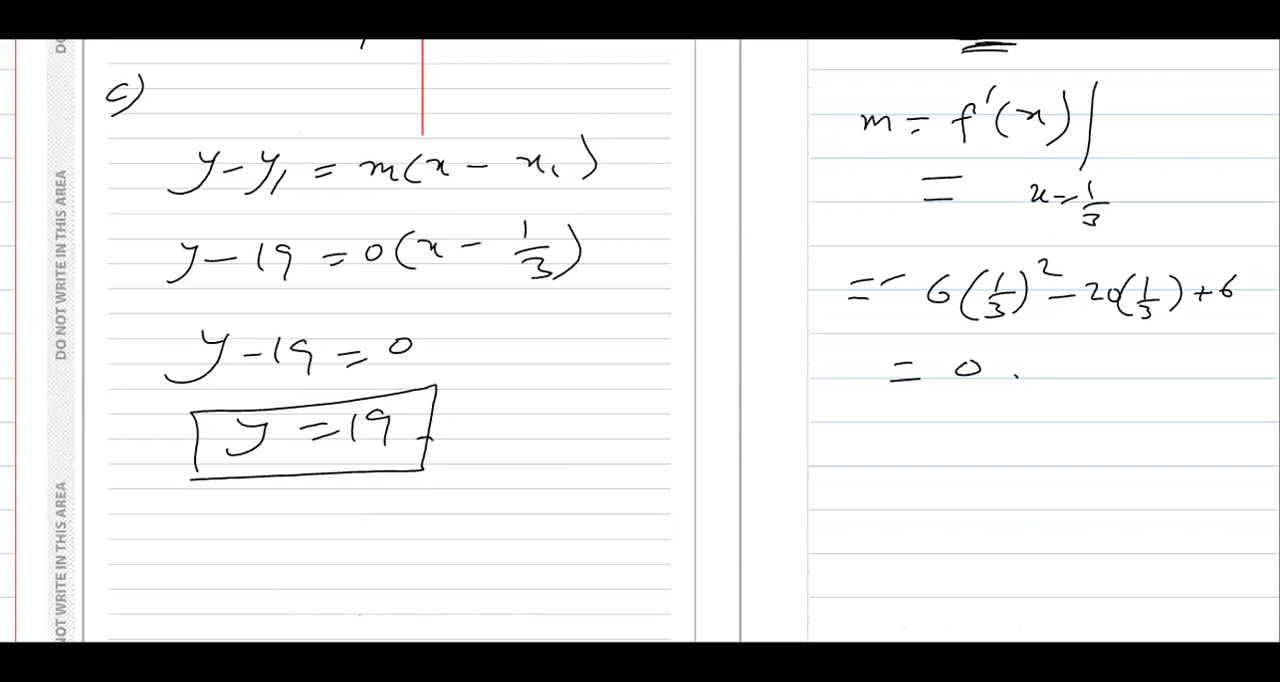 c)
y - y₁ = m(x - x₁)
y - 19 = 0(x - 1/3)
y - 19 = 0
y = 19
m = f'(x)|
= x = 1/3
= 6(1/3)² - 20(1/3) + 6
= 0.
DO NOT WRITE IN THIS AREA
NOT WRITE IN THIS AREA
DO